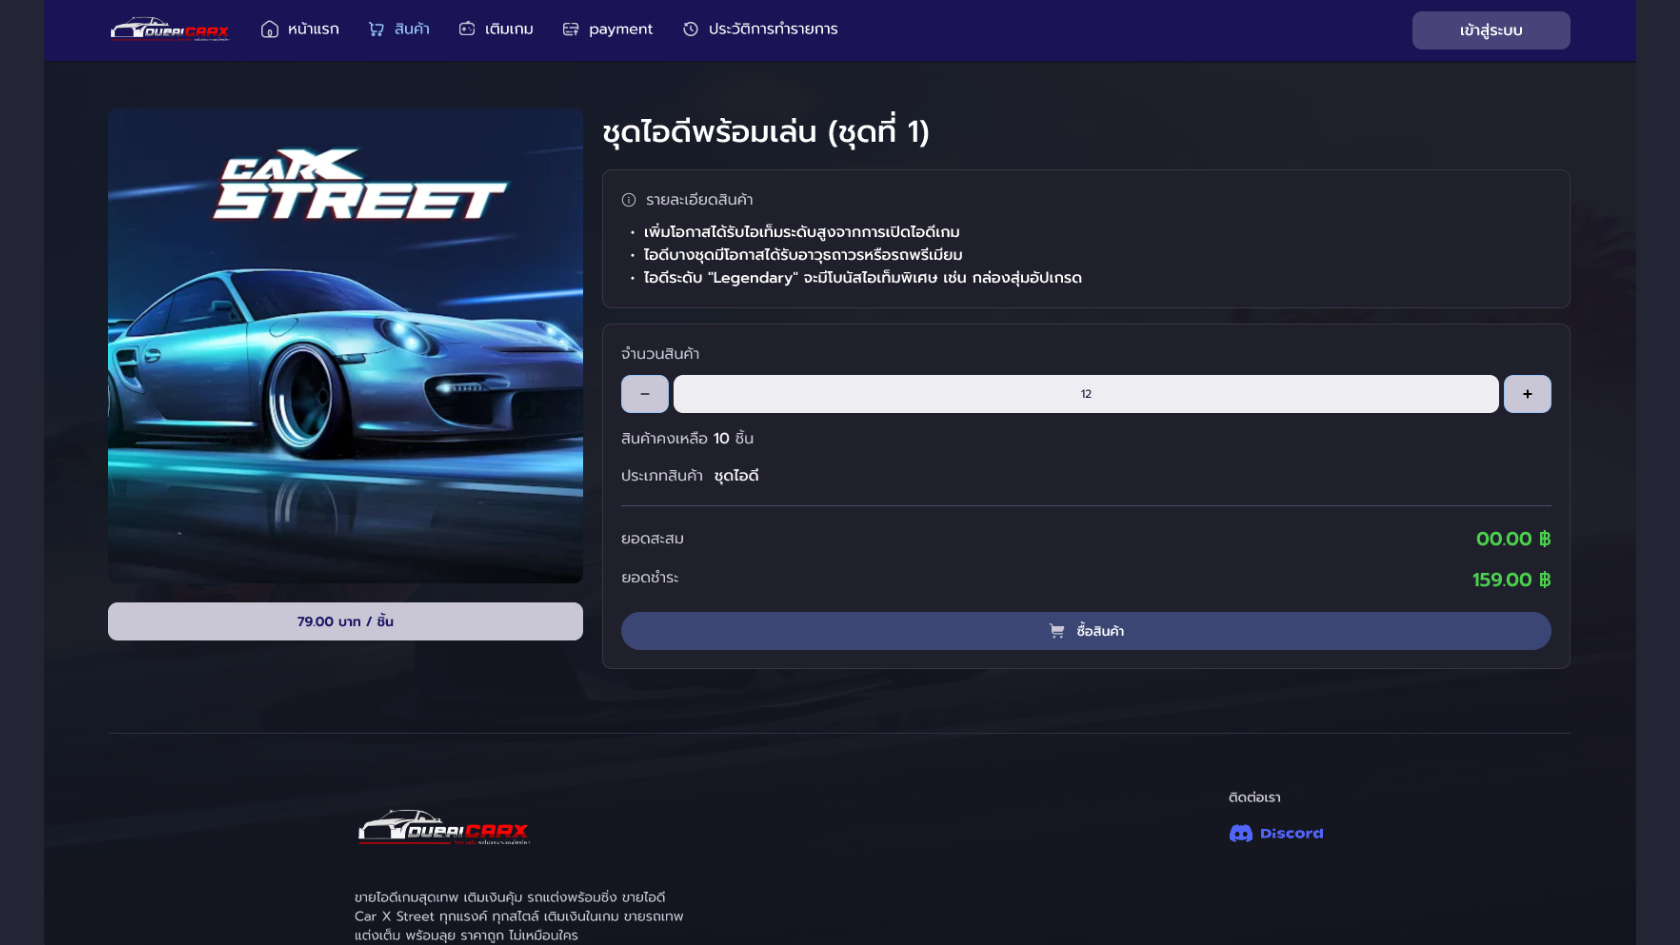 DUBAICARX
หน้าแรก
สินค้า
เติมเกม
payment
ประวัติการทำรายการ
เข้าสู่ระบบ
CARX
STREET
79.00 บาท / ชิ้น
ชุดไอดีพร้อมเล่น (ชุดที่ 1)
รายละเอียดสินค้า
• เพิ่มโอกาสได้รับไอเท็มระดับสูงจากการเปิดไอดีเกม
• ไอดีบางชุดมีโอกาสได้รับอาวุธถาวรหรือรถพรีเมียม
• ไอดีระดับ "Legendary" จะมีโบนัสไอเท็มพิเศษ เช่น กล่องสุ่มอัปเกรด
จำนวนสินค้า
− 12 +
สินค้าคงเหลือ 10 ชิ้น
ประเภทสินค้า ชุดไอดี
ยอดสะสม 00.00 ฿
ยอดชำระ 159.00 ฿
ซื้อสินค้า
DUBAICARX
ขายไอดีเกมสุดเทพ เติมเงินคุ้ม รถแต่งพร้อมซิ่ง ขายไอดี
Car X Street ทุกแรงค์ ทุกสไตล์ เติมเงินในเกม ขายรถเทพ
แต่งเต็ม พร้อมลุย ราคาถูก ไม่เหมือนใคร
ติดต่อเรา
Discord